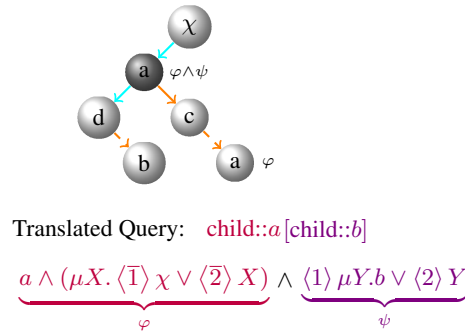 χ
a φ∧ψ
d c
b a φ
Translated Query: child::a[child::b]
a ∧ (μX. ⟨1̅⟩ χ ∨ ⟨2̅⟩ X) ∧ ⟨1⟩ μY.b ∨ ⟨2⟩ Y
φ ψ